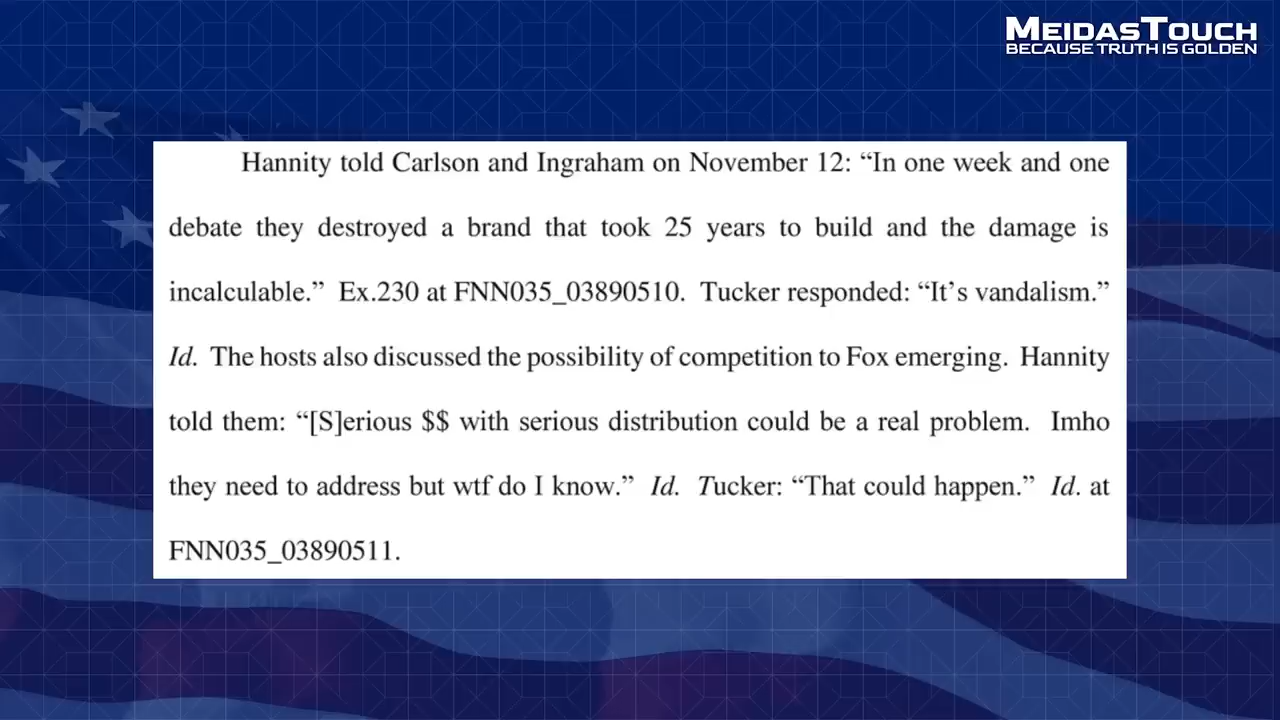 MEIDASTOUCH
BECAUSE TRUTH IS GOLDEN
Hannity told Carlson and Ingraham on November 12: “In one week and one
debate they destroyed a brand that took 25 years to build and the damage is
incalculable.” Ex.230 at FNN035_03890510. Tucker responded: “It’s vandalism.”
Id. The hosts also discussed the possibility of competition to Fox emerging. Hannity
told them: “[S]erious $$ with serious distribution could be a real problem. Imho
they need to address but wtf do I know.” Id. Tucker: “That could happen.” Id. at
FNN035_03890511.